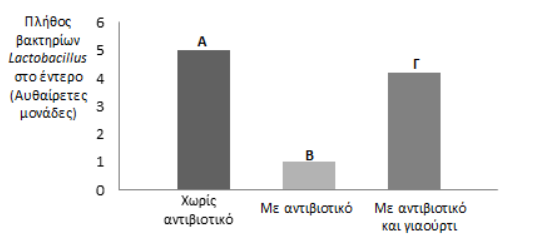 Πλήθος
βακτηρίων
Lactobacillus
στο έντερο
(Αυθαίρετες
μονάδες)
6
5
4
3
2
1
0
Α
Β
Γ
Χωρίς
αντιβιοτικό
Με αντιβιοτικό
Με αντιβιοτικό
και γιαούρτι